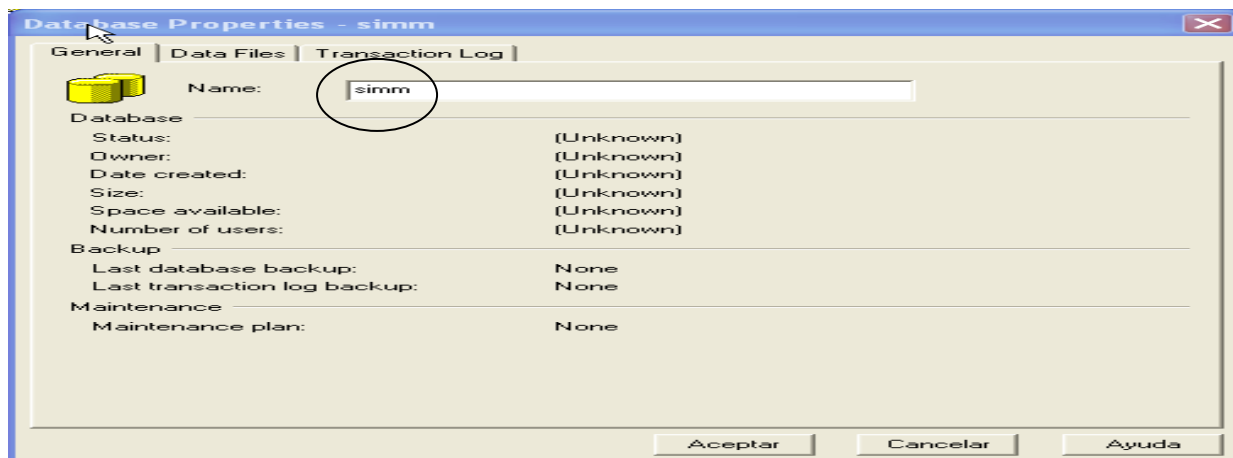 Database Properties - simm
General Data Files Transaction Log
Name: simm
Database
Status: (Unknown)
Owner: (Unknown)
Date created: (Unknown)
Size: (Unknown)
Space available: (Unknown)
Number of users: (Unknown)
Backup
Last database backup: None
Last transaction log backup: None
Maintenance
Maintenance plan: None
Aceptar Cancelar Ayuda